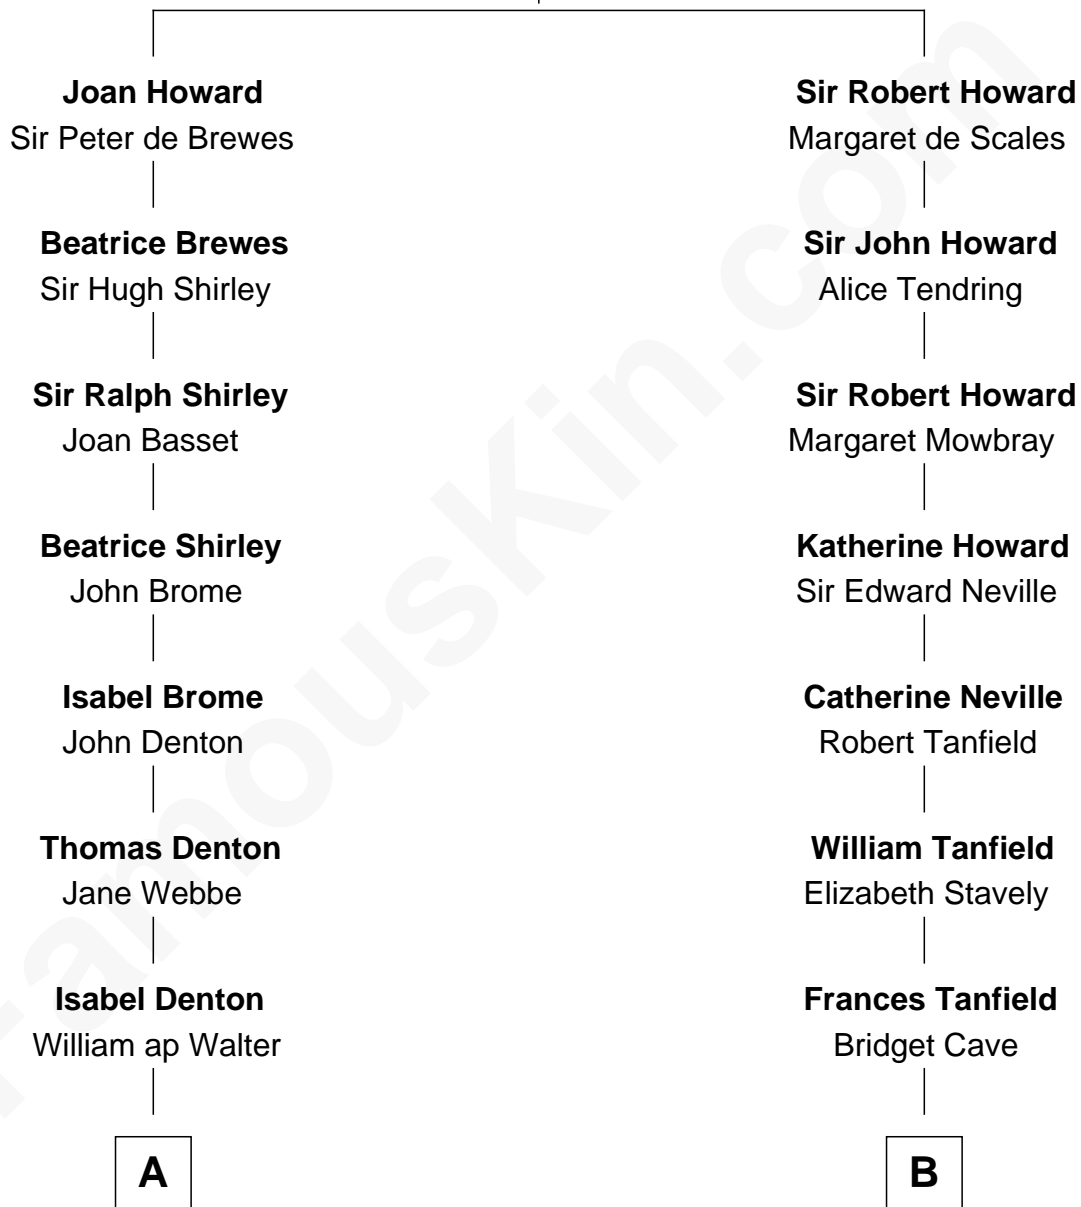 Joan Howard
Sir Peter de Brewes
Beatrice Brewes
Sir Hugh Shirley
Sir Ralph Shirley
Joan Basset
Beatrice Shirley
John Brome
Isabel Brome
John Denton
Thomas Denton
Jane Webbe
Isabel Denton
William ap Walter
A
Sir Robert Howard
Margaret de Scales
Sir John Howard
Alice Tendring
Sir Robert Howard
Margaret Mowbray
Katherine Howard
Sir Edward Neville
Catherine Neville
Robert Tanfield
William Tanfield
Elizabeth Stavely
Frances Tanfield
Bridget Cave
B
FamousKin.com